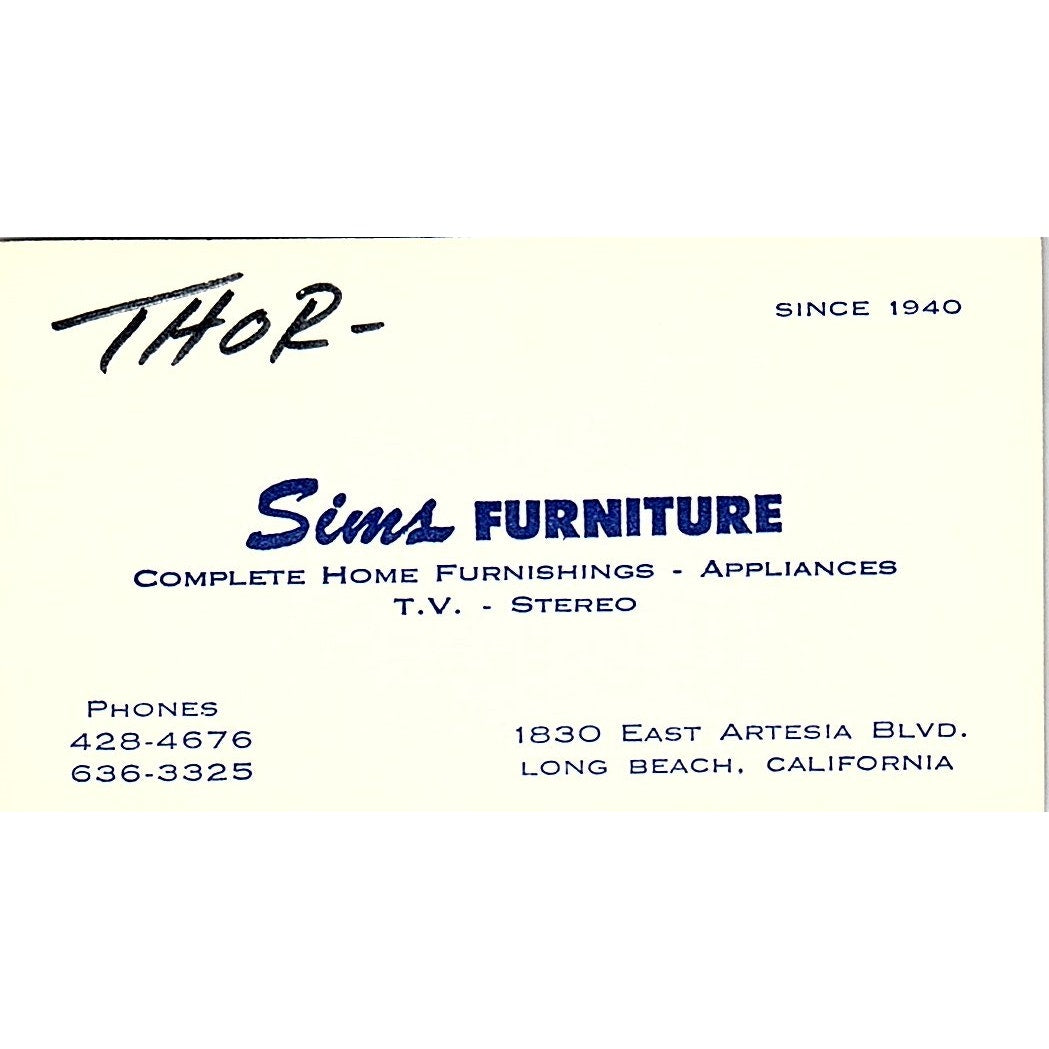 THOR-
SINCE 1940
Sims FURNITURE
COMPLETE HOME FURNISHINGS - APPLIANCES
T.V. - STEREO
PHONES
428-4676
636-3325
1830 EAST ARTESIA BLVD.
LONG BEACH, CALIFORNIA